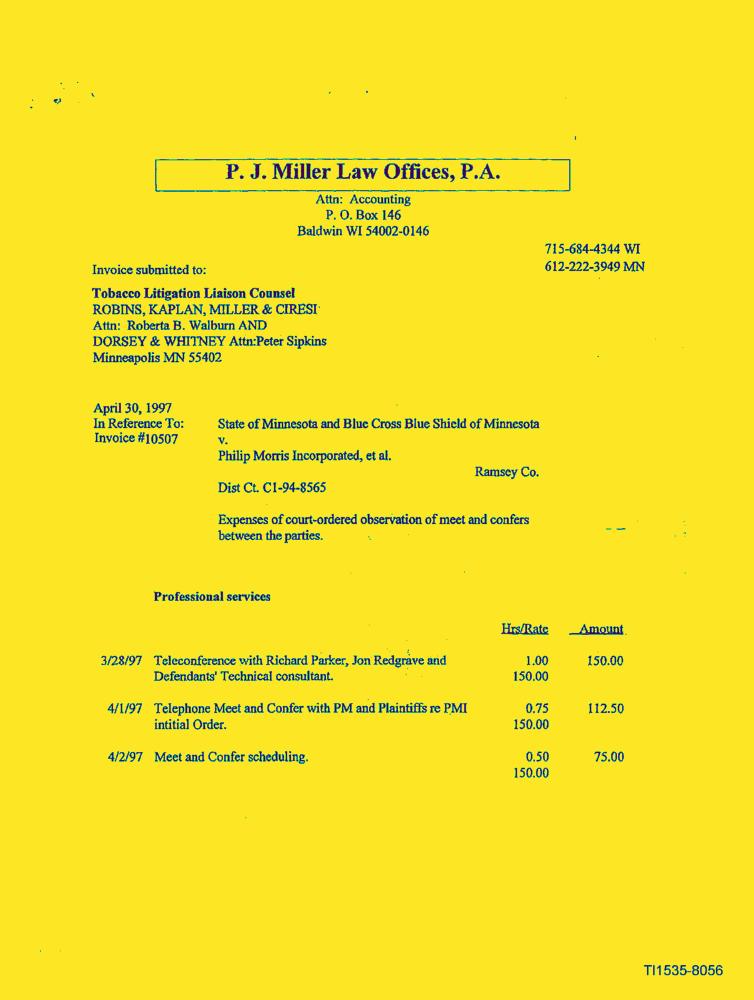 P. J. Miller Law Offices, P.A.
Attn: Accounting
P. O. Box 146
Baldwin WI 54002-0146
715-684-4344 WI
Invoice submitted to: 612-222-3949 MN
Tobacco Litigation Liaison Counsel
ROBINS, KAPLAN, MILLER & CIRESI
Attn: Roberta B. Walburn AND
DORSEY & WHITNEY Attn:Peter Sipkins
Minneapolis MN 55402
April 30, 1997
In Reference To: State of Minnesota and Blue Cross Blue Shield of Minnesota
Invoice #10507 v.
Philip Morris Incorporated, et al.
Ramsey Co.
Dist Ct. C1-94-8565
Expenses of court-ordered observation of meet and confers
between the parties.
Professional services
Hrs/Rate Amount
3/28/97 Teleconference with Richard Parker, Jon Redgrave and 1.00 150.00
Defendants' Technical consultant. 150.00
4/1/97 Telephone Meet and Confer with PM and Plaintiffs re PMI 0.75 112.50
intitial Order. 150.00
4/2/97 Meet and Confer scheduling. 0.50 75.00
150.00
TI1535-8056